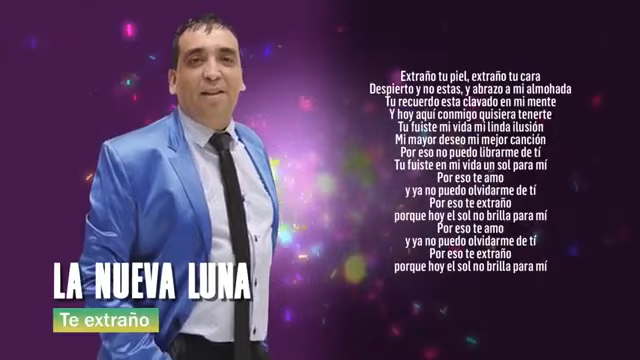 Extraño tu piel, extraño tu cara
Despierto y no estas, y abrazo a mi almohada
Tu recuerdo esta clavado en mi mente
Y hoy aquí conmigo quisiera tenerte
Tu fuiste mi vida mi linda ilusión
Mi mayor deseo mi mejor canción
Por eso no puedo librarme de tí
Tu fuiste en mi vida un sol para mí
Por eso te amo
y ya no puedo olvidarme de tí
Por eso te extraño
porque hoy el sol no brilla para mí
Por eso te amo
y ya no puedo olvidarme de tí
Por eso te extraño
porque hoy el sol no brilla para mí
LA NUEVA LUNA
Te extraño